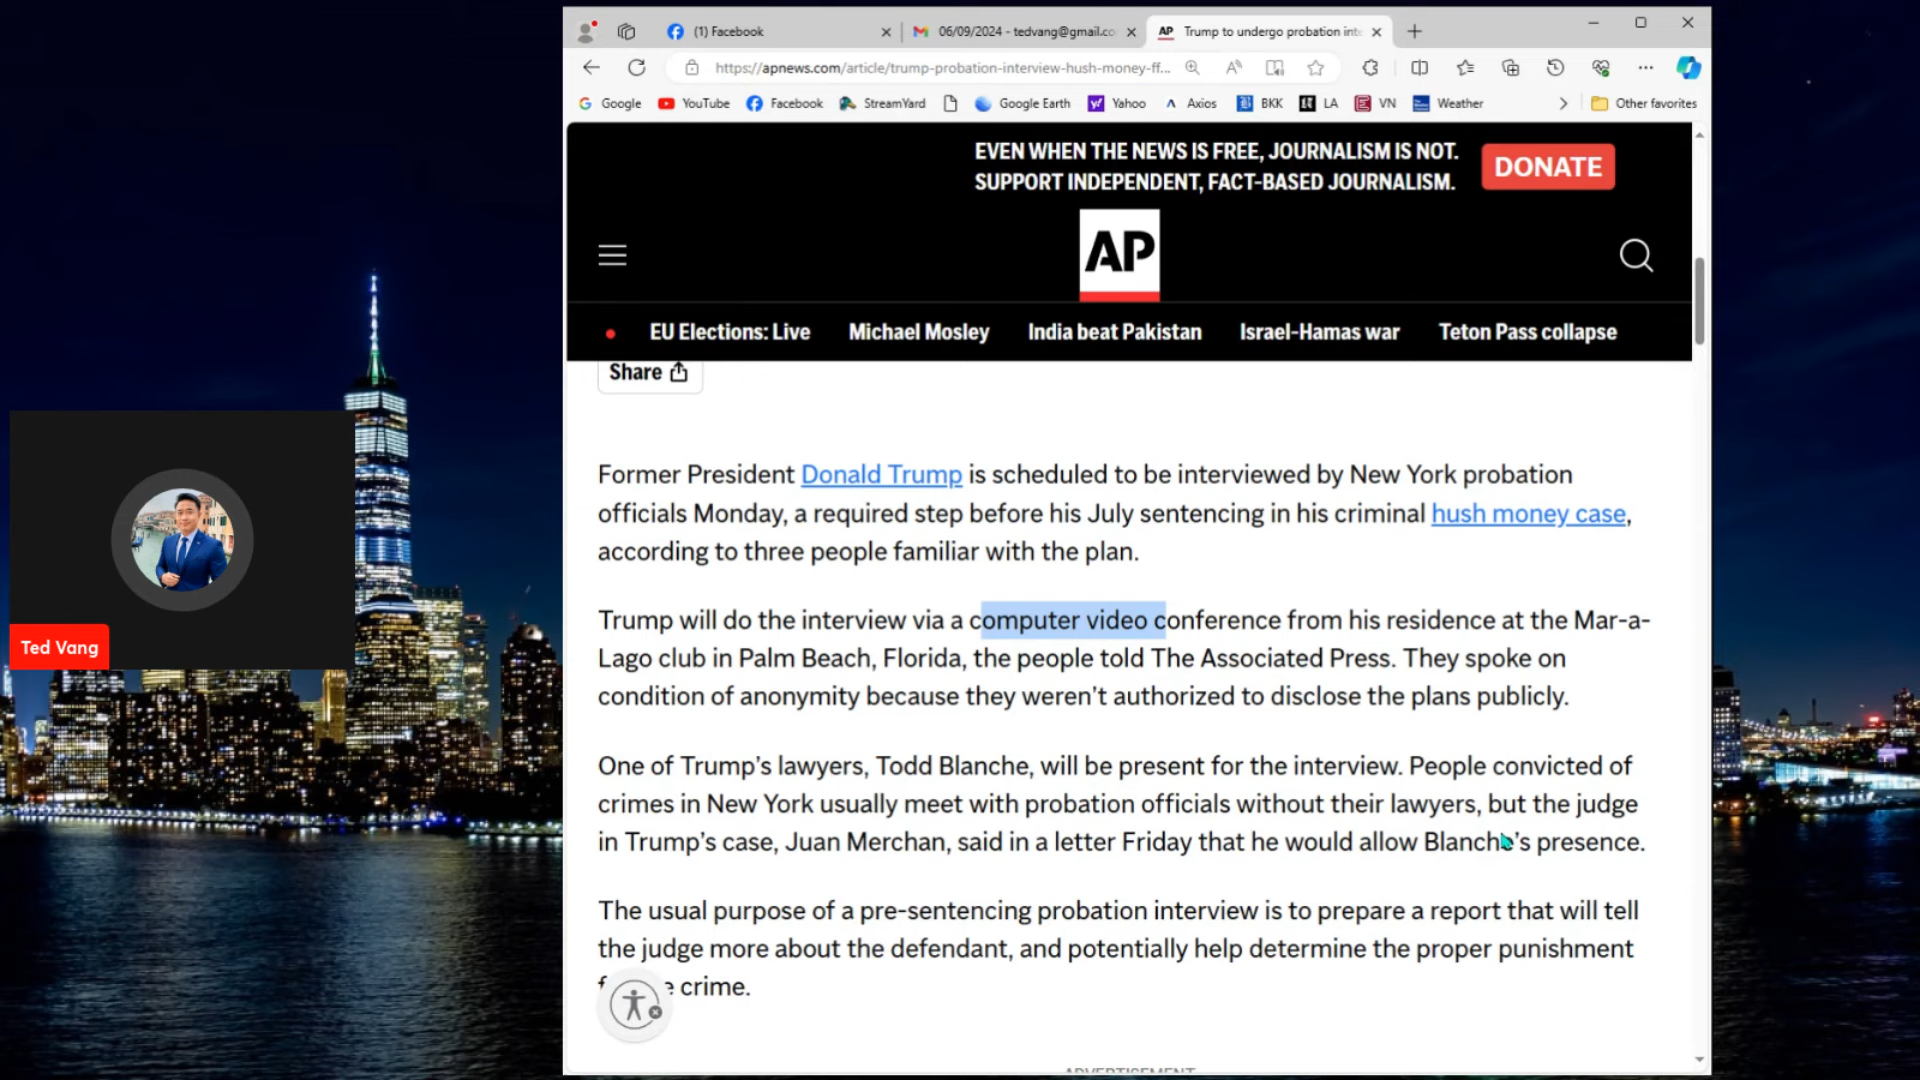 (1) Facebook
06/09/2024 - tedvang@gmail.co
AP Trump to undergo probation inte
https://apnews.com/article/trump-probation-interview-hush-money-ff...
Google YouTube Facebook StreamYard Google Earth Yahoo Axios BKK LA VN Weather Other favorites
EVEN WHEN THE NEWS IS FREE, JOURNALISM IS NOT.
SUPPORT INDEPENDENT, FACT-BASED JOURNALISM.
DONATE
AP
EU Elections: Live Michael Mosley India beat Pakistan Israel-Hamas war Teton Pass collapse
Share
Former President Donald Trump is scheduled to be interviewed by New York probation
officials Monday, a required step before his July sentencing in his criminal hush money case,
according to three people familiar with the plan.
Trump will do the interview via a computer video conference from his residence at the Mar-a-
Lago club in Palm Beach, Florida, the people told The Associated Press. They spoke on
condition of anonymity because they weren't authorized to disclose the plans publicly.
One of Trump's lawyers, Todd Blanche, will be present for the interview. People convicted of
crimes in New York usually meet with probation officials without their lawyers, but the judge
in Trump's case, Juan Merchan, said in a letter Friday that he would allow Blanche's presence.
The usual purpose of a pre-sentencing probation interview is to prepare a report that will tell
the judge more about the defendant, and potentially help determine the proper punishment
crime.
ADVERTISEMENT
Ted Vang